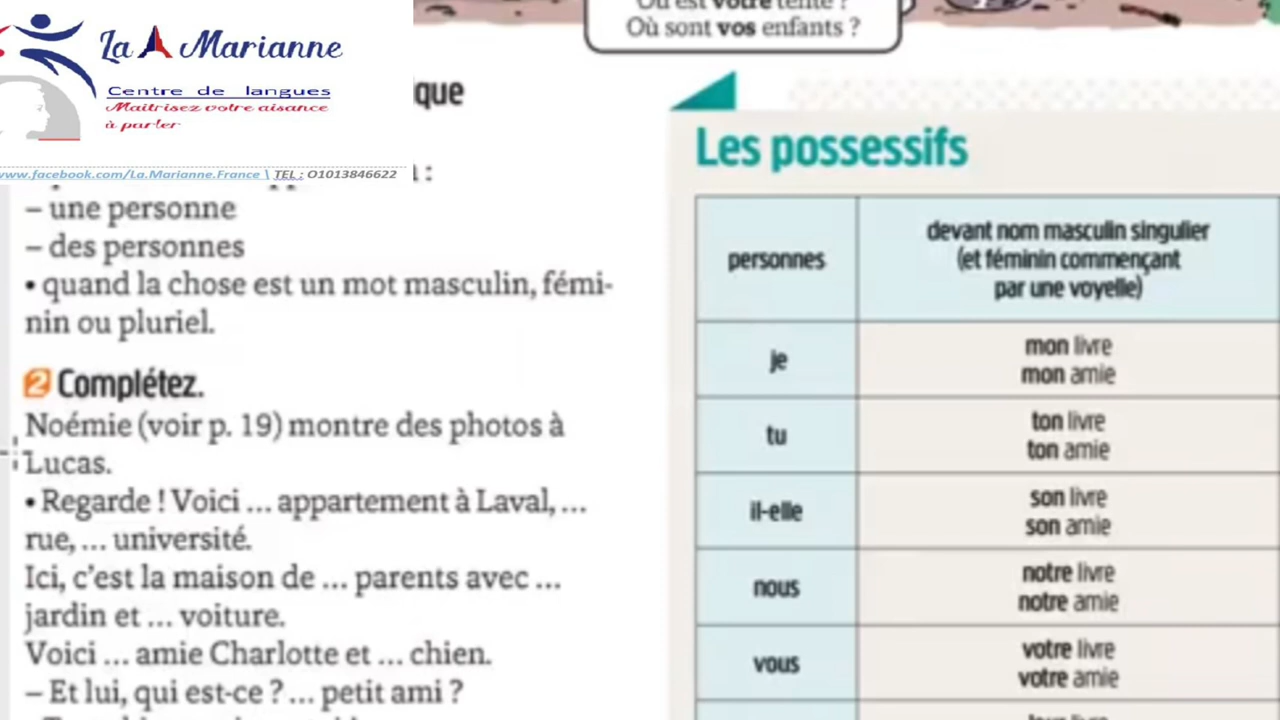 Où est votre tente ?
Où sont vos enfants ?
La Marianne
Centre de langues
Maitrisez votre aisance
à parler
www.facebook.com/La.Marianne.France \ TEL : O1013846622
que
– une personne
– des personnes
• quand la chose est un mot masculin, fémi-
nin ou pluriel.
2 Complétez.
Noémie (voir p. 19) montre des photos à
Lucas.
• Regarde ! Voici ... appartement à Laval, ...
rue, ... université.
Ici, c’est la maison de ... parents avec ...
jardin et ... voiture.
Voici ... amie Charlotte et ... chien.
– Et lui, qui est-ce ? ... petit ami ?
Les possessifs
personnes
devant nom masculin singulier
(et féminin commençant
par une voyelle)
je
mon livre
mon amie
tu
ton livre
ton amie
il-elle
son livre
son amie
nous
notre livre
notre amie
vous
votre livre
votre amie